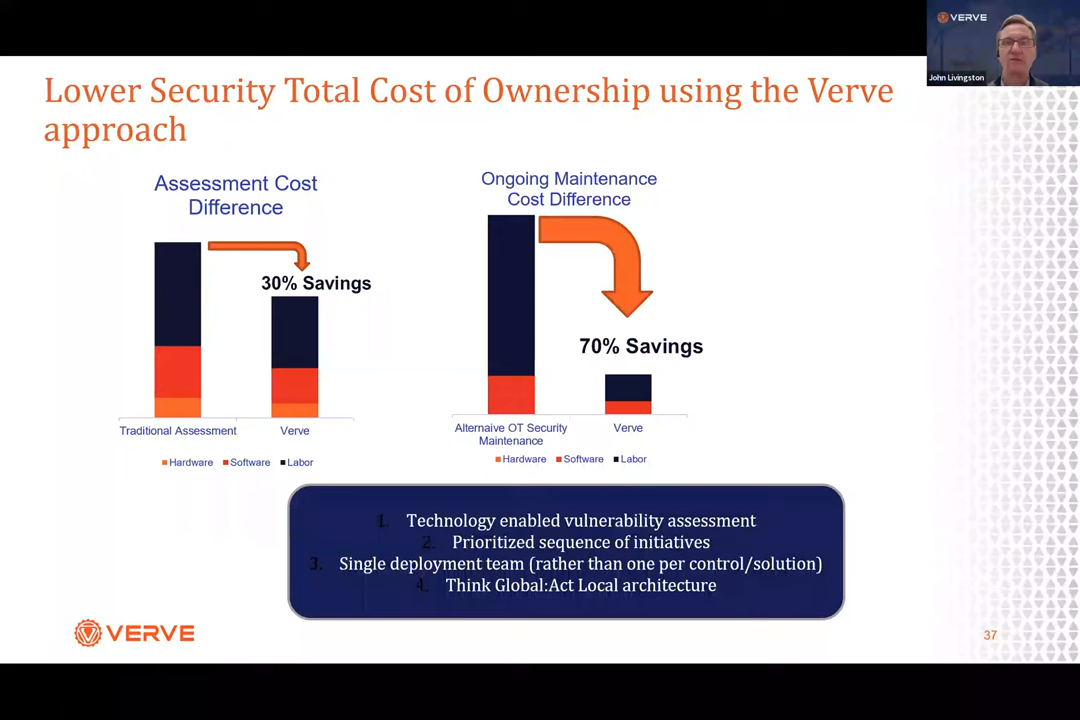 VERVE
John Livingston
Lower Security Total Cost of Ownership using the Verve
approach
Assessment Cost
Difference
30% Savings
Traditional Assessment
Verve
Hardware Software Labor
Ongoing Maintenance
Cost Difference
70% Savings
Alternaive OT Security
Maintenance
Verve
Hardware Software Labor
1. Technology enabled vulnerability assessment
2. Prioritized sequence of initiatives
3. Single deployment team (rather than one per control/solution)
4. Think Global:Act Local architecture
VERVE
37